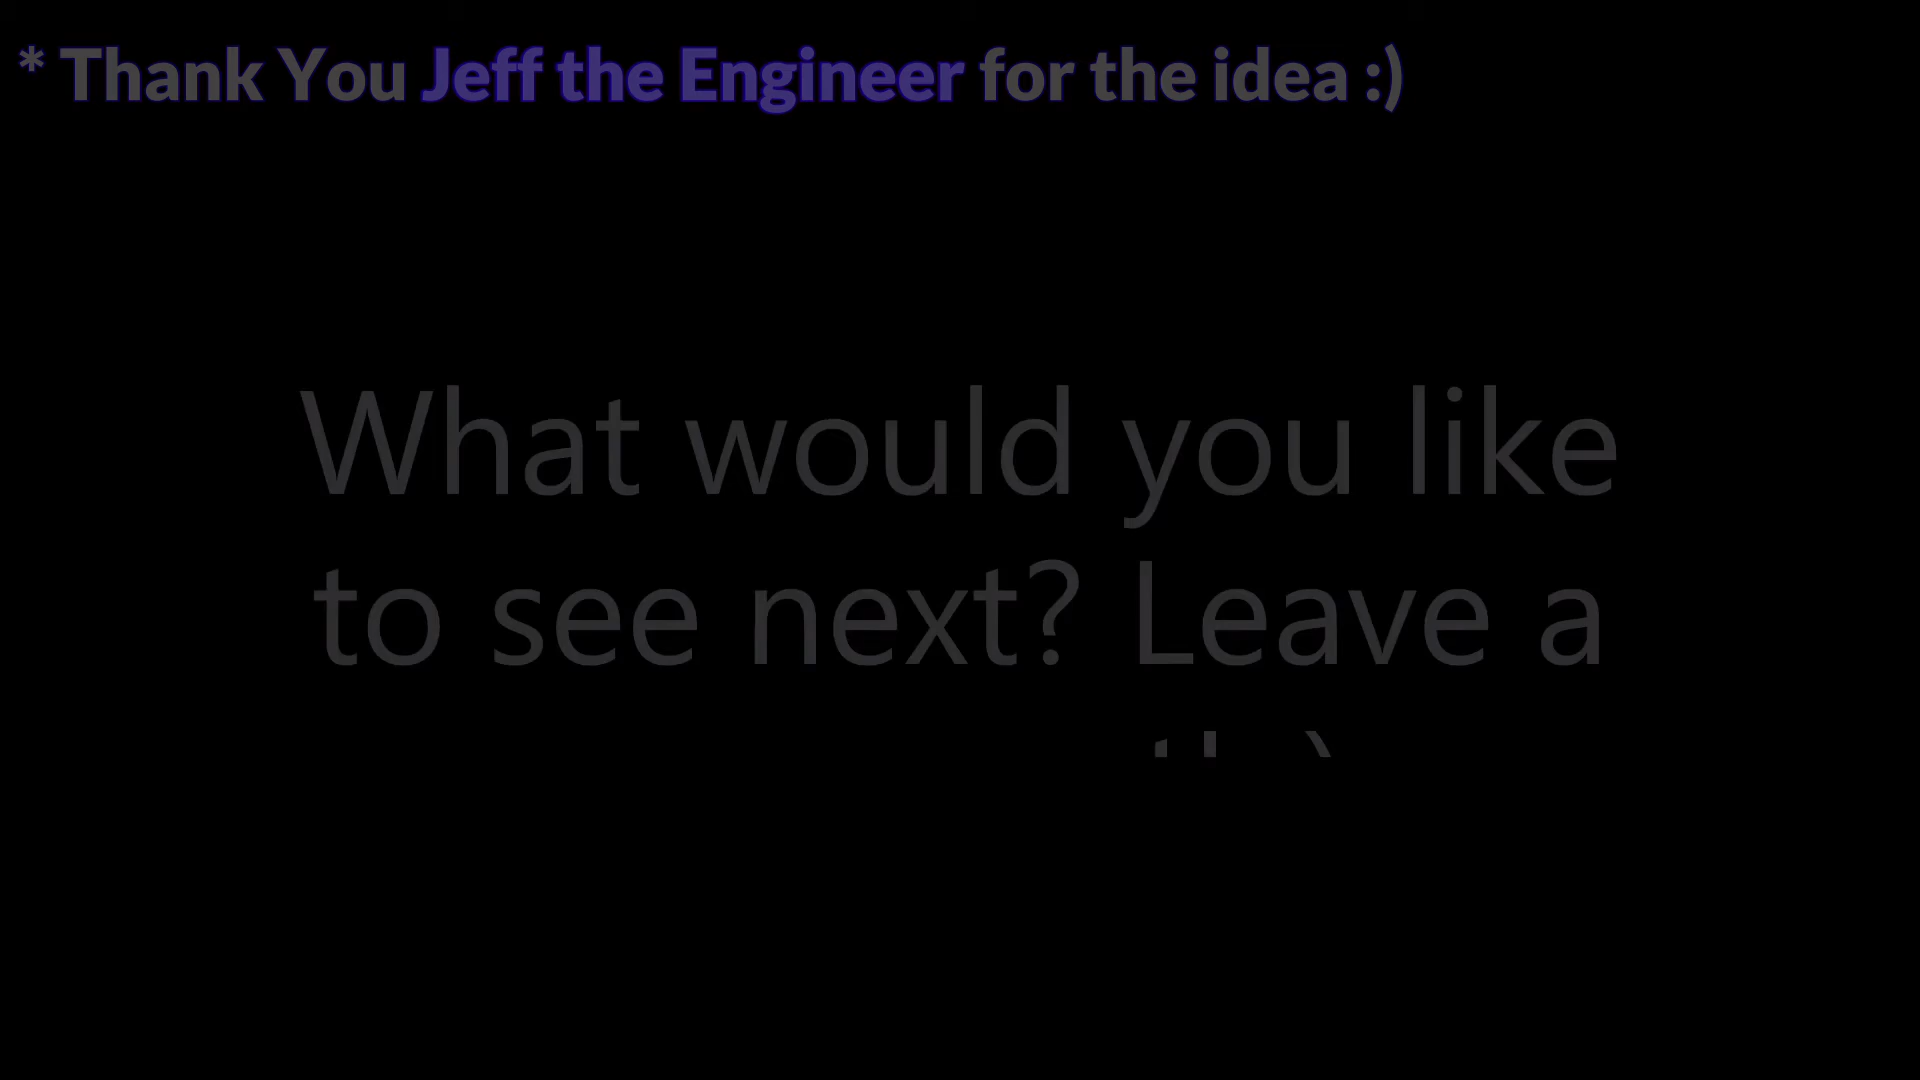 * Thank You Jeff the Engineer for the idea :)
What would you like
to see next? Leave a